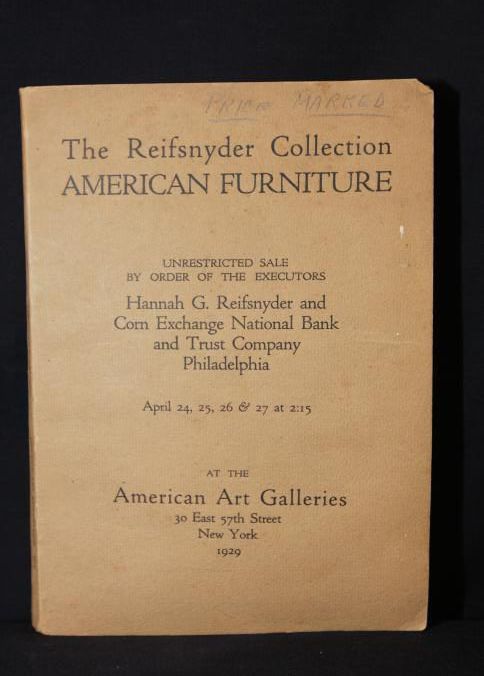 PRICE MARKED
The Reifsnyder Collection
AMERICAN FURNITURE
UNRESTRICTED SALE
BY ORDER OF THE EXECUTORS
Hannah G. Reifsnyder and
Corn Exchange National Bank
and Trust Company
Philadelphia
April 24, 25, 26 & 27 at 2:15
AT THE
American Art Galleries
30 East 57th Street
New York
1929